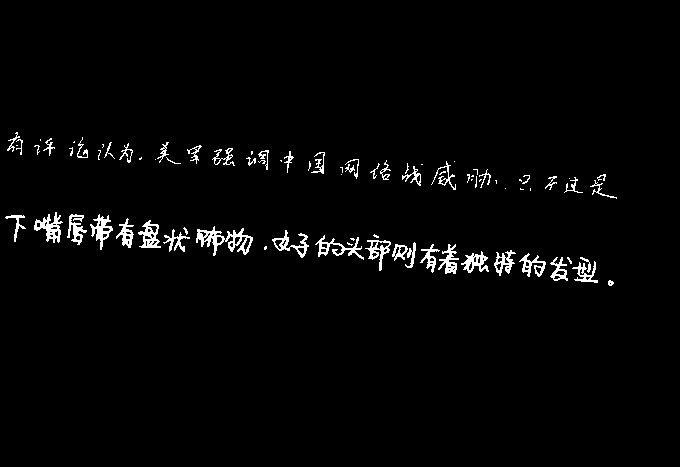 有评论认为,美军强调中国网络战威胁,只不过是
下嘴唇带有盘状饰物,女子的头部则有着独特的发型。